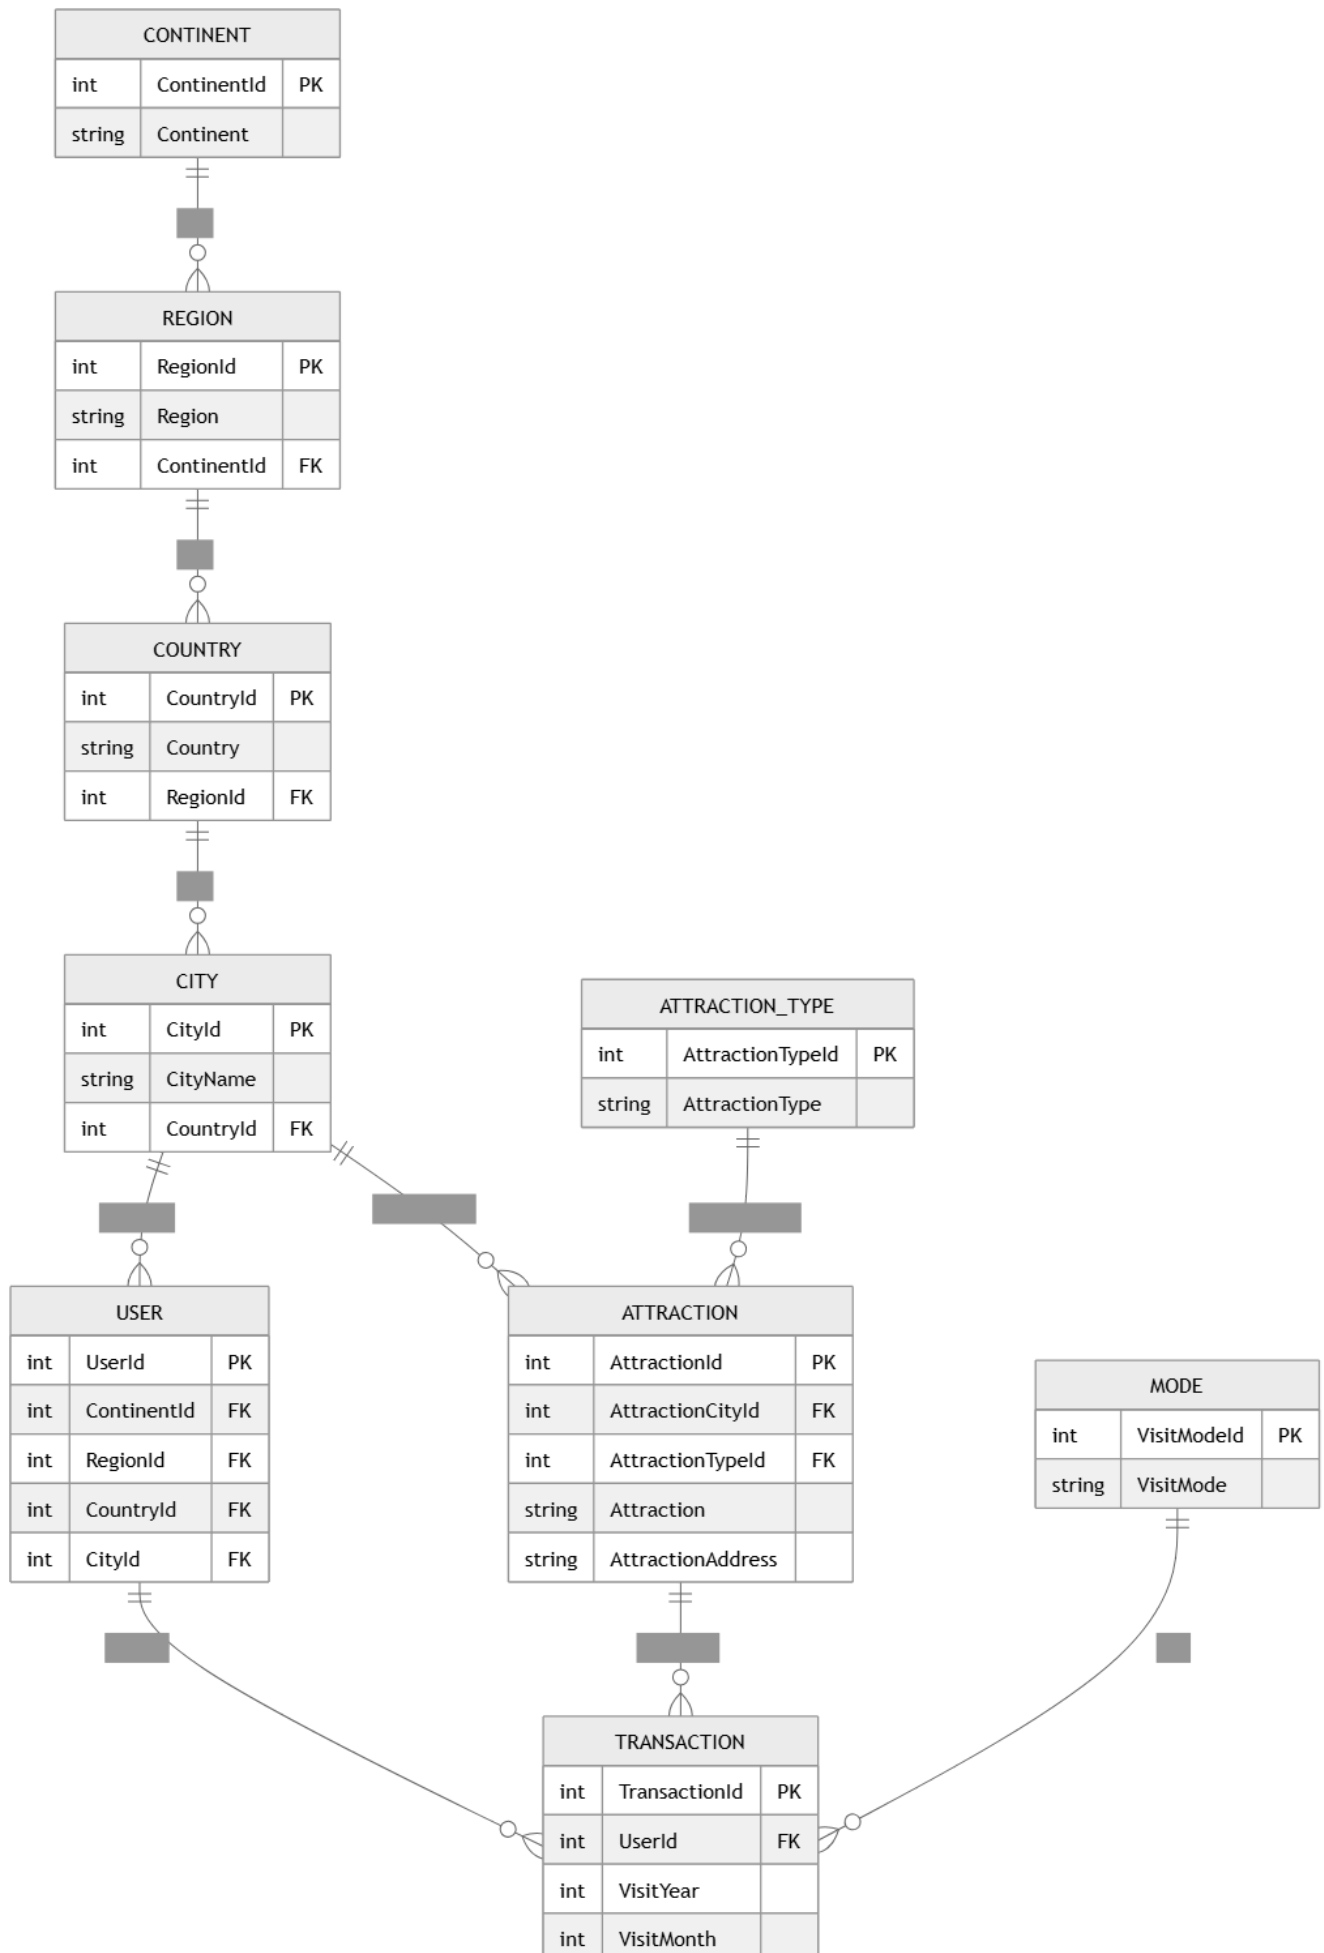 CONTINENT
int ContinentId PK
string Continent
REGION
int RegionId PK
string Region
int ContinentId FK
COUNTRY
int CountryId PK
string Country
int RegionId FK
CITY
int CityId PK
string CityName
int CountryId FK
ATTRACTION_TYPE
int AttractionTypeId PK
string AttractionType
USER
int UserId PK
int ContinentId FK
int RegionId FK
int CountryId FK
int CityId FK
ATTRACTION
int AttractionId PK
int AttractionCityId FK
int AttractionTypeId FK
string Attraction
string AttractionAddress
MODE
int VisitModeId PK
string VisitMode
TRANSACTION
int TransactionId PK
int UserId FK
int VisitYear
int VisitMonth